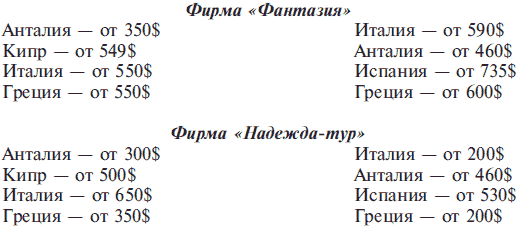 Фирма «Фантазия»
Анталия — от 350$ Италия — от 590$
Кипр — от 549$ Анталия — от 460$
Италия — от 550$ Испания — от 735$
Греция — от 550$ Греция — от 600$
Фирма «Надежда-тур»
Анталия — от 300$ Италия — от 200$
Кипр — от 500$ Анталия — от 460$
Италия — от 650$ Испания — от 530$
Греция — от 350$ Греция — от 200$